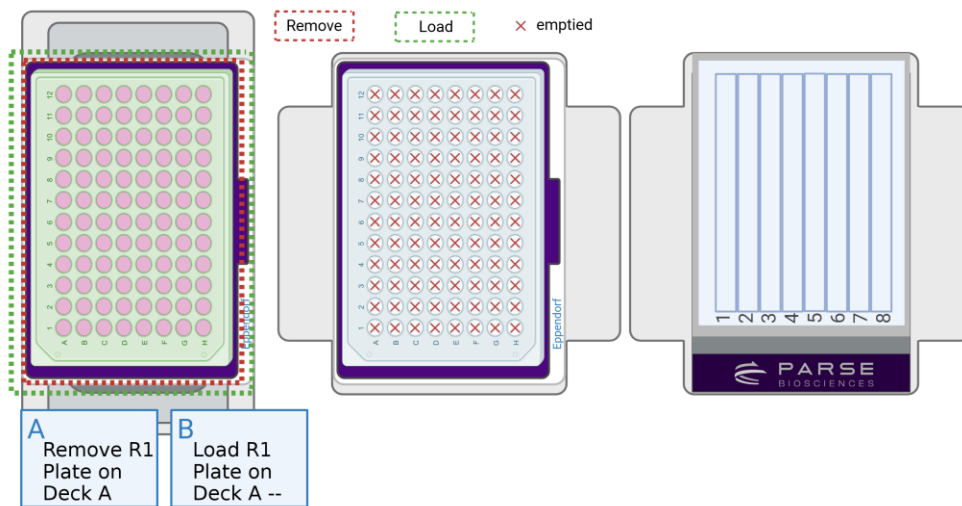 Remove
Load
emptied
12
11
10
9
8
7
6
5
4
3
2
1
A B C D E F G H
Eppendorf
12
11
10
9
8
7
6
5
4
3
2
1
A B C D E F G H
Eppendorf
1 2 3 4 5 6 7 8
PARSE
BIOSCIENCES
A
Remove R1
Plate on
Deck A
B
Load R1
Plate on
Deck A --